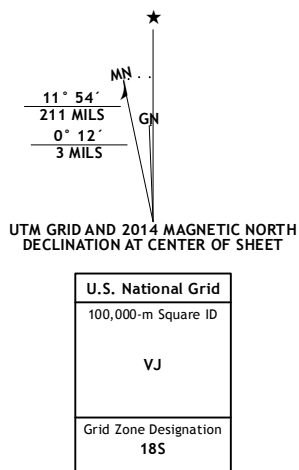 ★
MN
GN
11° 54´
211 MILS
0° 12´
3 MILS
UTM GRID AND 2014 MAGNETIC NORTH
DECLINATION AT CENTER OF SHEET
U.S. National Grid
100,000-m Square ID
VJ
Grid Zone Designation
18S